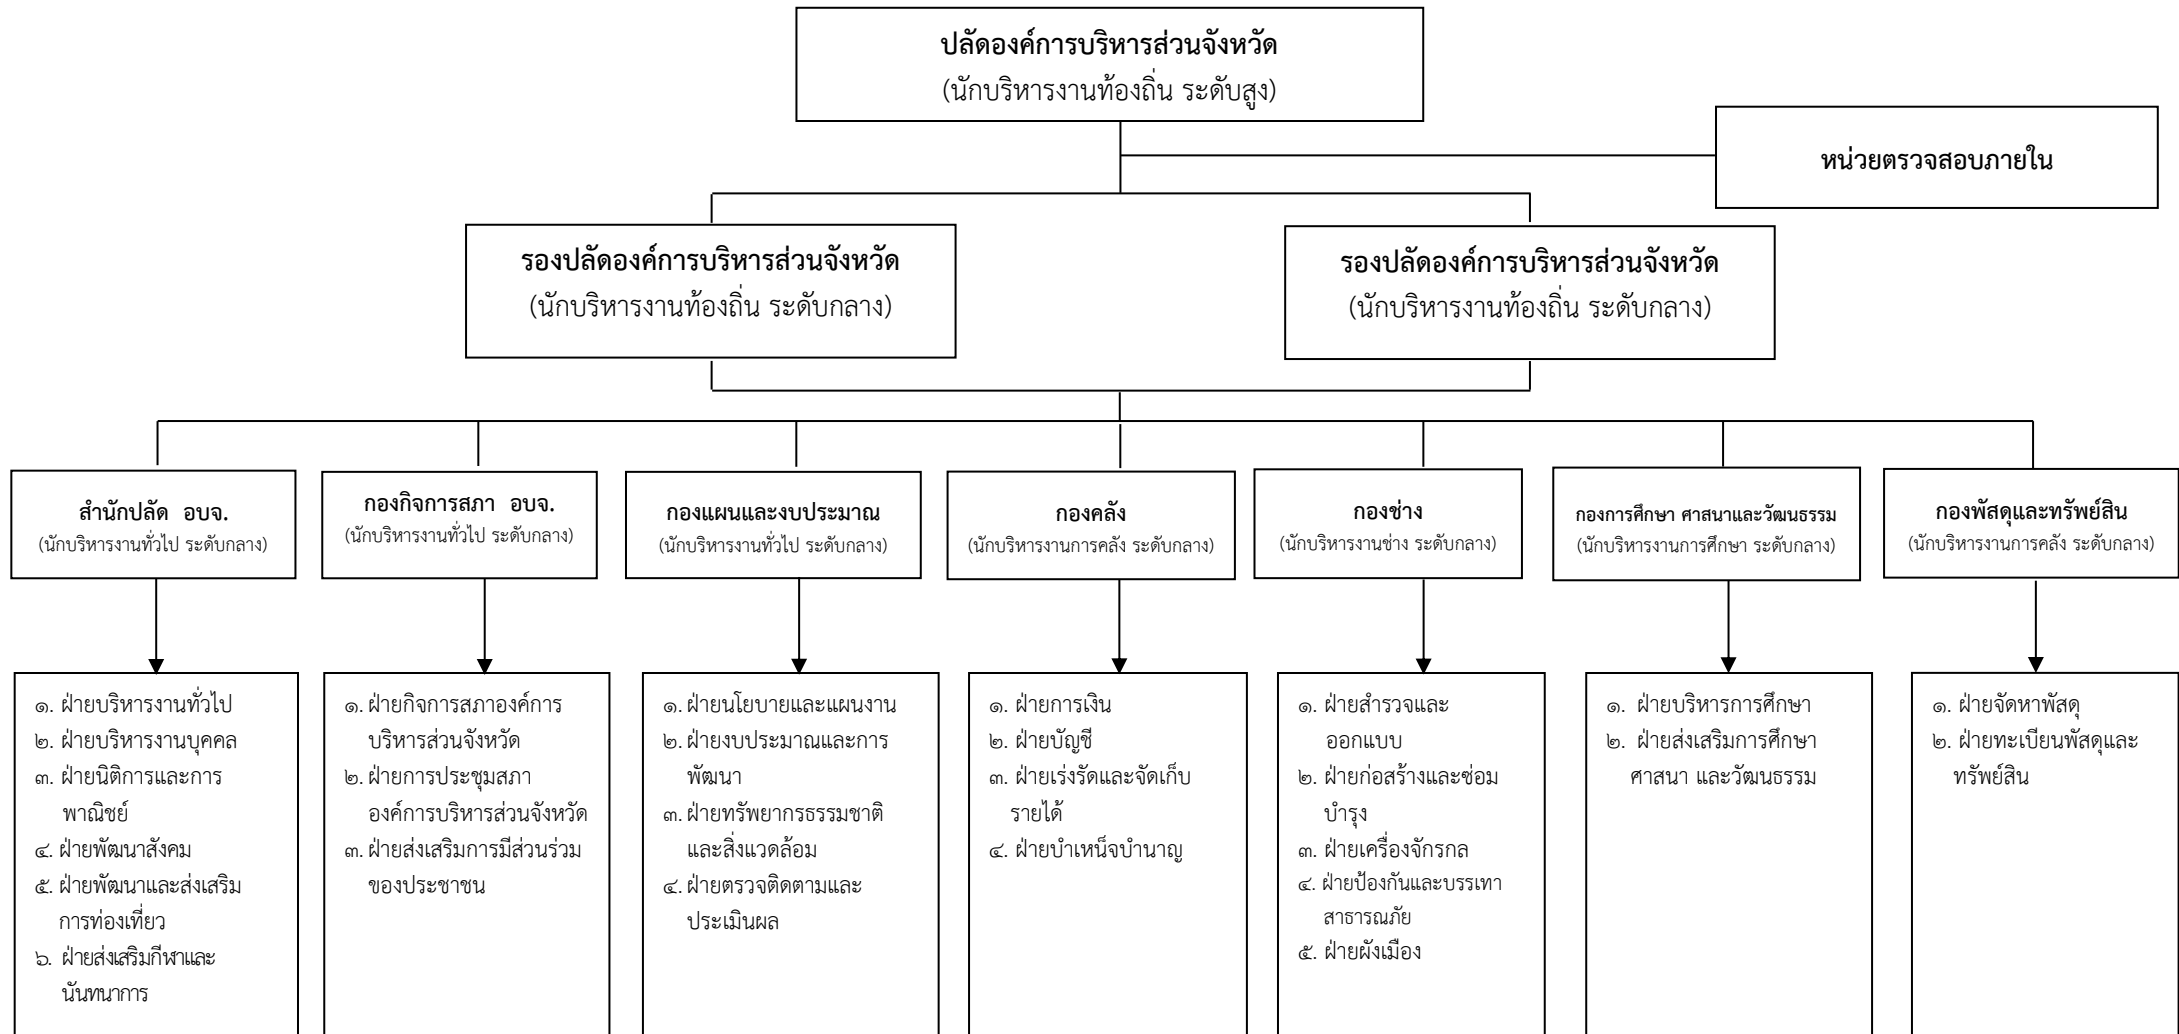 ปลัดองค์การบริหารส่วนจังหวัด
(นักบริหารงานท้องถิ่น ระดับสูง)
หน่วยตรวจสอบภายใน
รองปลัดองค์การบริหารส่วนจังหวัด
(นักบริหารงานท้องถิ่น ระดับกลาง)
รองปลัดองค์การบริหารส่วนจังหวัด
(นักบริหารงานท้องถิ่น ระดับกลาง)
สำนักปลัด อบจ.
(นักบริหารงานทั่วไป ระดับกลาง)
กองกิจการสภา อบจ.
(นักบริหารงานทั่วไป ระดับกลาง)
กองแผนและงบประมาณ
(นักบริหารงานทั่วไป ระดับกลาง)
กองคลัง
(นักบริหารงานการคลัง ระดับกลาง)
กองช่าง
(นักบริหารงานช่าง ระดับกลาง)
กองการศึกษา ศาสนาและวัฒนธรรม
(นักบริหารงานการศึกษา ระดับกลาง)
กองพัสดุและทรัพย์สิน
(นักบริหารงานการคลัง ระดับกลาง)
๑. ฝ่ายบริหารงานทั่วไป
๒. ฝ่ายบริหารงานบุคคล
๓. ฝ่ายนิติการและการ
พาณิชย์
๔. ฝ่ายพัฒนาสังคม
๕. ฝ่ายพัฒนาและส่งเสริม
การท่องเที่ยว
๖. ฝ่ายส่งเสริมกีฬาและ
นันทนาการ
๑. ฝ่ายกิจการสภาองค์การ
บริหารส่วนจังหวัด
๒. ฝ่ายการประชุมสภา
องค์การบริหารส่วนจังหวัด
๓. ฝ่ายส่งเสริมการมีส่วนร่วม
ของประชาชน
๑. ฝ่ายนโยบายและแผนงาน
๒. ฝ่ายงบประมาณและการ
พัฒนา
๓. ฝ่ายทรัพยากรธรรมชาติ
และสิ่งแวดล้อม
๔. ฝ่ายตรวจติดตามและ
ประเมินผล
๑. ฝ่ายการเงิน
๒. ฝ่ายบัญชี
๓. ฝ่ายเร่งรัดและจัดเก็บ
รายได้
๔. ฝ่ายบำเหน็จบำนาญ
๑. ฝ่ายสำรวจและ
ออกแบบ
๒. ฝ่ายก่อสร้างและซ่อม
บำรุง
๓. ฝ่ายเครื่องจักรกล
๔. ฝ่ายป้องกันและบรรเทา
สาธารณภัย
๕. ฝ่ายผังเมือง
๑. ฝ่ายบริหารการศึกษา
๒. ฝ่ายส่งเสริมการศึกษา
ศาสนา และวัฒนธรรม
๑. ฝ่ายจัดหาพัสดุ
๒. ฝ่ายทะเบียนพัสดุและ
ทรัพย์สิน